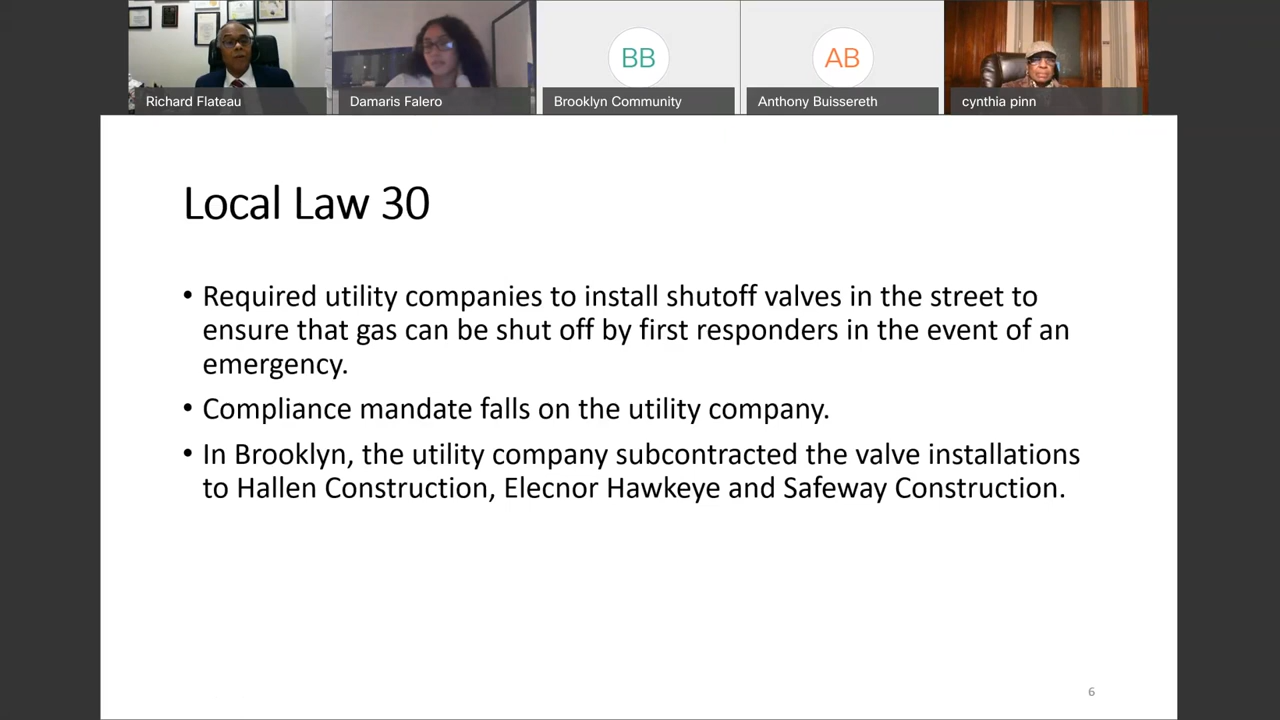 BB
AB
Richard Flateau
Damaris Falero
Brooklyn Community
Anthony Buissereth
cynthia pinn
Local Law 30
• Required utility companies to install shutoff valves in the street to
ensure that gas can be shut off by first responders in the event of an
emergency.
• Compliance mandate falls on the utility company.
• In Brooklyn, the utility company subcontracted the valve installations
to Hallen Construction, Elecnor Hawkeye and Safeway Construction.
6